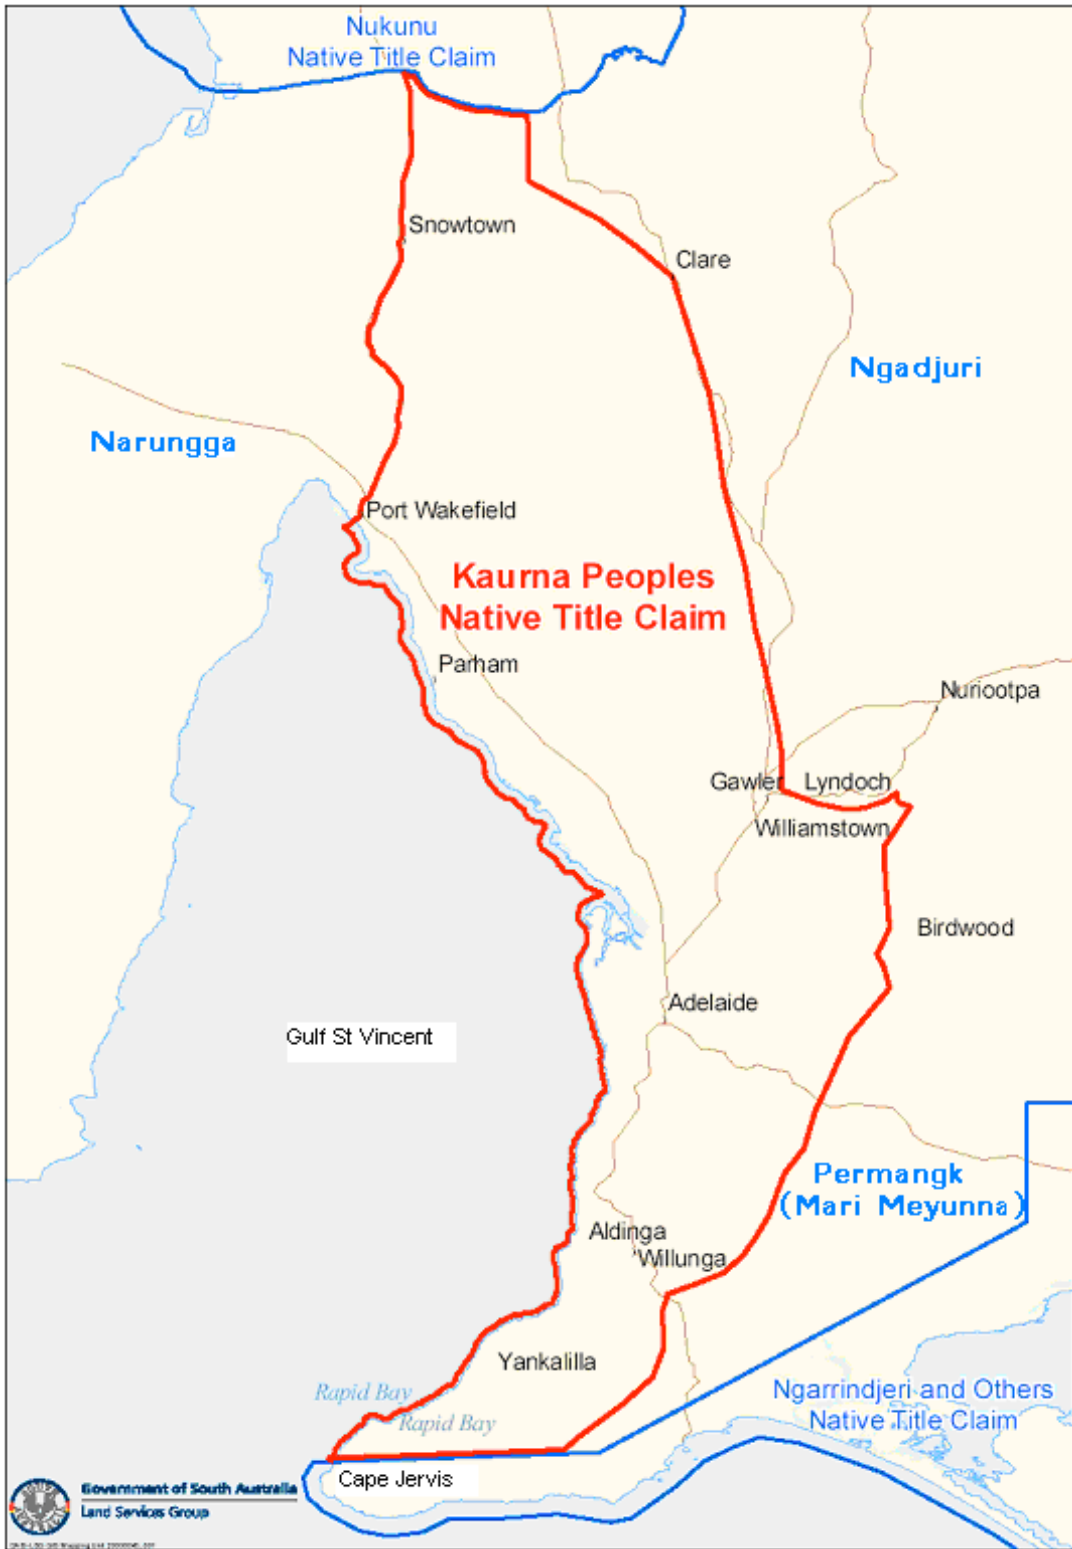 Nukunu
Native Title Claim
Snowtown
Clare
Ngadjuri
Narungga
Port Wakefield
Kaurna Peoples
Native Title Claim
Parham
Nuriootpa
Gawler
Lyndoch
Williamstown
Birdwood
Adelaide
Gulf St Vincent
Permangk
(Mari Meyunna)
Aldinga
Willunga
Yankalilla
Rapid Bay
Rapid Bay
Ngarrindjeri and Others
Native Title Claim
Cape Jervis
Government of South Australia
Land Services Group